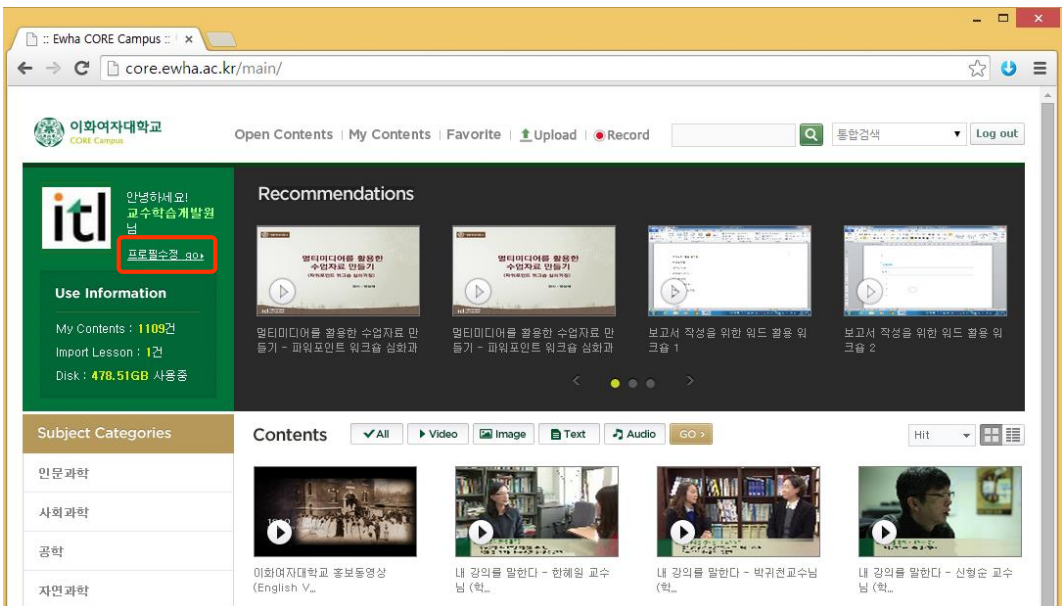 :: Ewha CORE Campus ::
core.ewha.ac.kr/main/
이화여자대학교
CORE Campus
Open Contents | My Contents | Favorite | Upload | Record
통합검색
Log out
itl
안녕하세요!
교수학습개발원
님
프로필수정 go
Use Information
My Contents : 1109건
Import Lesson : 1건
Disk : 478.51GB 사용중
Recommendations
멀티미디어를 활용한
수업자료 만들기
멀티미디어를 활용한
수업자료 만들기
멀티미디어를 활용한 수업자료 만
들기 - 파워포인트 워크숍 심화과
멀티미디어를 활용한 수업자료 만
들기 - 파워포인트 워크숍 심화과
보고서 작성을 위한 워드 활용 워
크숍 1
보고서 작성을 위한 워드 활용 워
크숍 2
Subject Categories
인문과학
사회과학
공학
자연과학
Contents
All
Video
Image
Text
Audio
GO >
Hit
이화여자대학교 홍보동영상
(English V...
내 강의를 말한다 - 한혜원 교수
님 (학...
내 강의를 말한다 - 박귀천교수님
(학...
내 강의를 말한다 - 신형순 교수
님 (학...